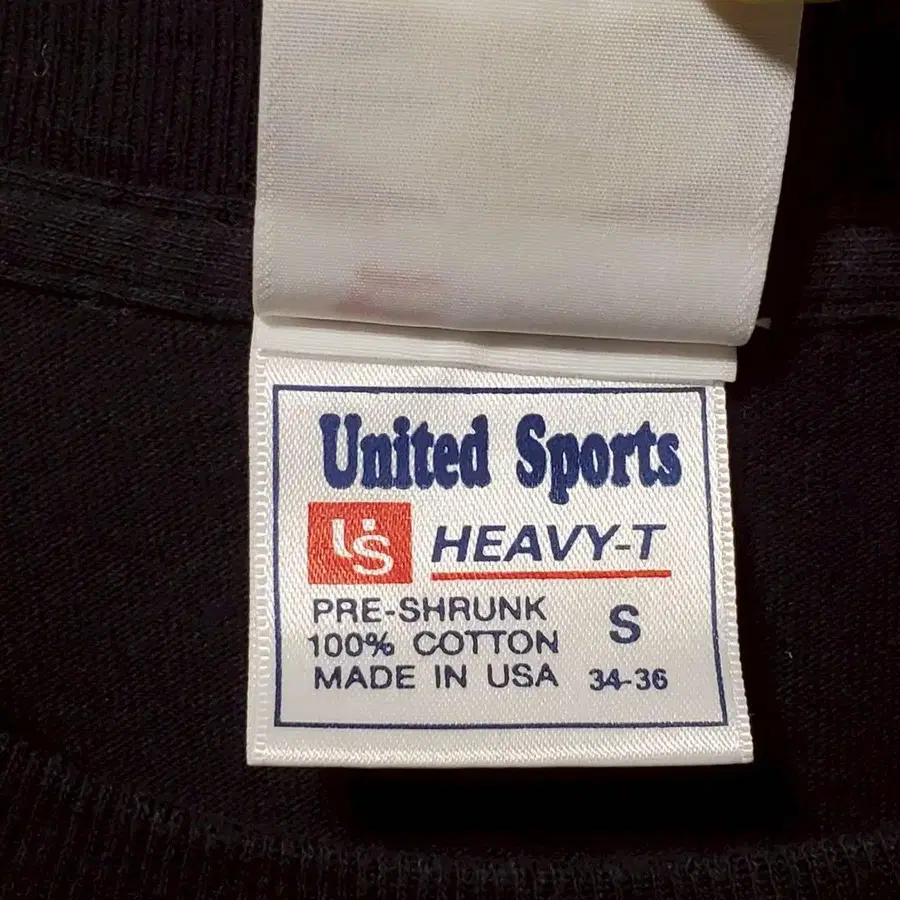 United Sports
US HEAVY-T
PRE-SHRUNK
100% COTTON
MADE IN USA
S
34-36